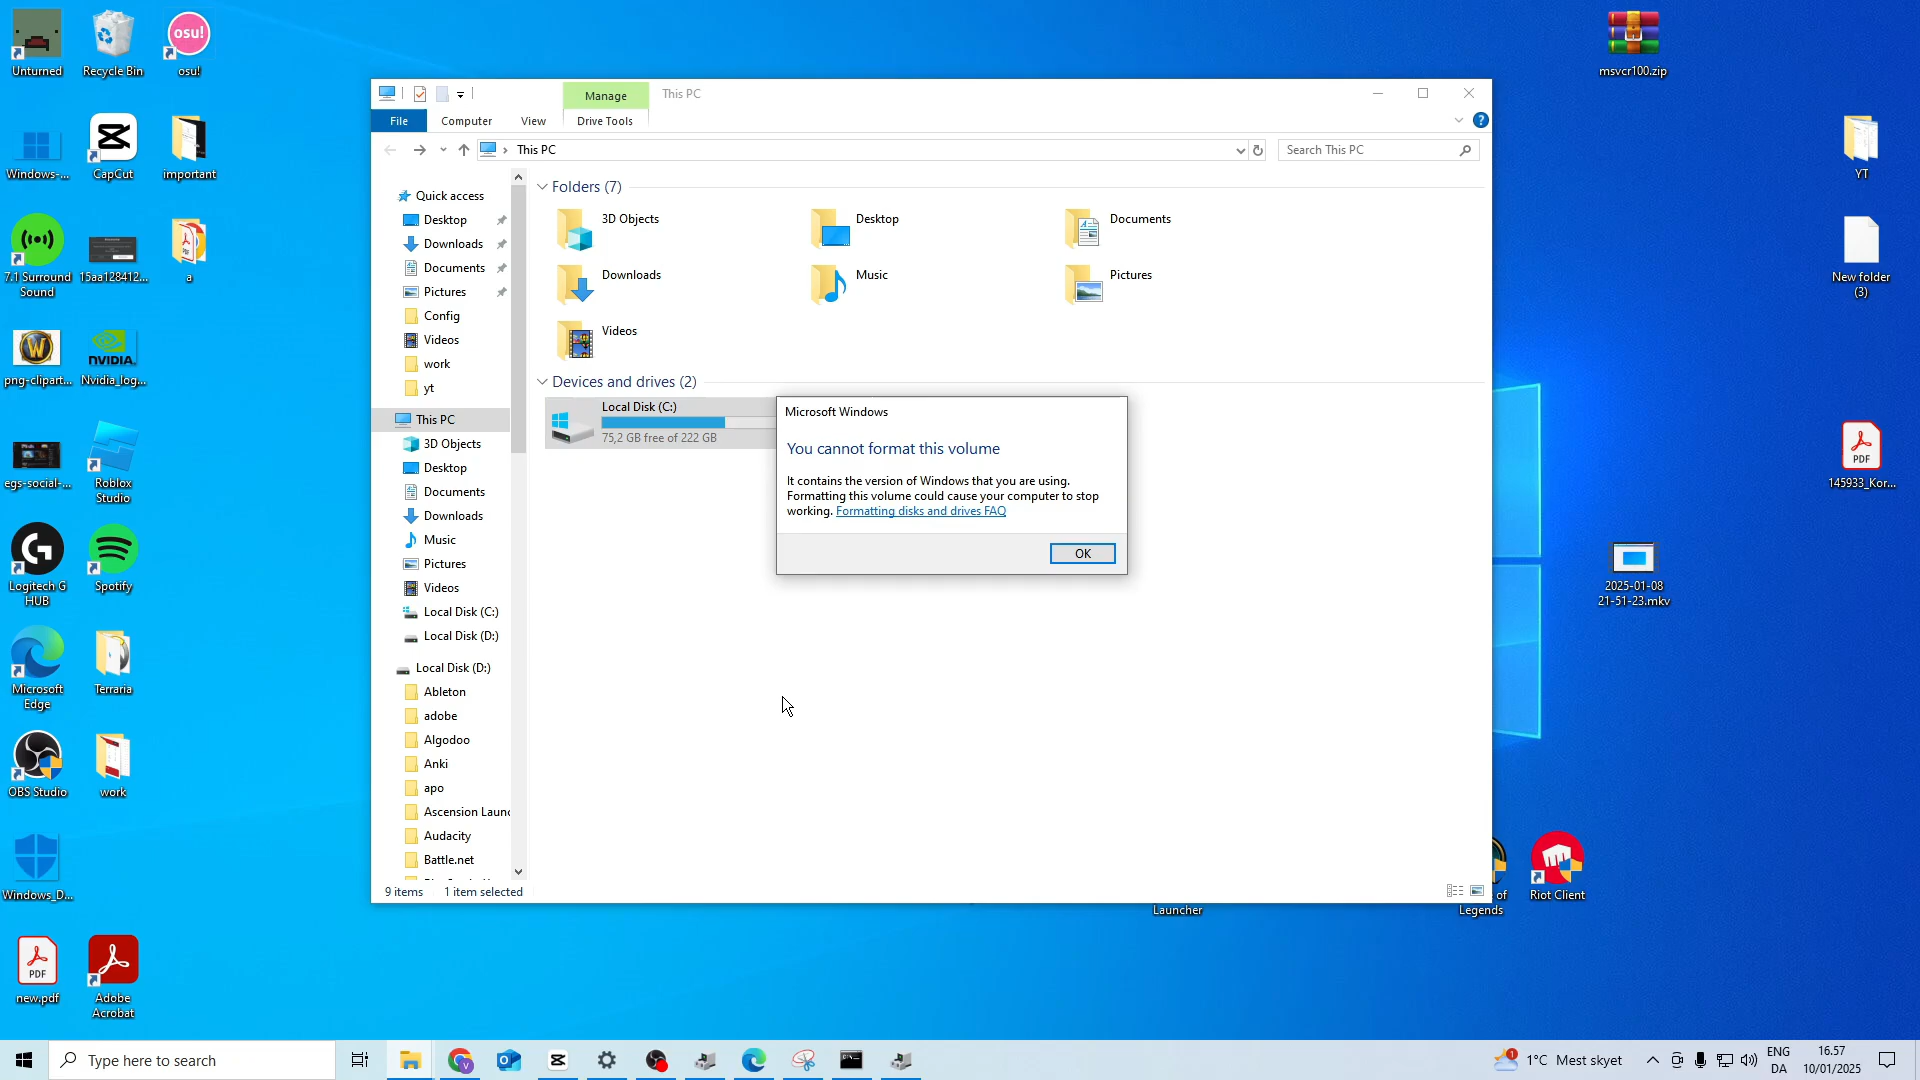 Unturned
Recycle Bin
osu!
osu!
Windows-...
CapCut
important
7.1 Surround
Sound
15aa128412...
a
png-clipart...
NVIDIA.
Nvidia_log...
egs-social-...
Roblox
Studio
Logitech G
HUB
Spotify
Microsoft
Edge
Terraria
OBS Studio
work
Windows_D...
PDF
new.pdf
Adobe
Acrobat
Manage
This PC
File
Computer
View
Drive Tools
This PC
Search This PC
Quick access
Desktop
Downloads
Documents
Pictures
Config
Videos
work
yt
This PC
3D Objects
Desktop
Documents
Downloads
Music
Pictures
Videos
Local Disk (C:)
Local Disk (D:)
Local Disk (D:)
Ableton
adobe
Algodoo
Anki
apo
Ascension Launc
Audacity
Battle.net
Folders (7)
3D Objects
Desktop
Documents
Downloads
Music
Pictures
Videos
Devices and drives (2)
Local Disk (C:)
75,2 GB free of 222 GB
Microsoft Windows
You cannot format this volume
It contains the version of Windows that you are using.
Formatting this volume could cause your computer to stop
working. Formatting disks and drives FAQ
OK
9 items
1 item selected
Launcher
of
Legends
Riot Client
msvcr100.zip
YT
New folder
(3)
PDF
145933_Kor...
2025-01-08
21-51-23.mkv
Type here to search
1
1°C Mest skyet
ENG
DA
16.57
10/01/2025